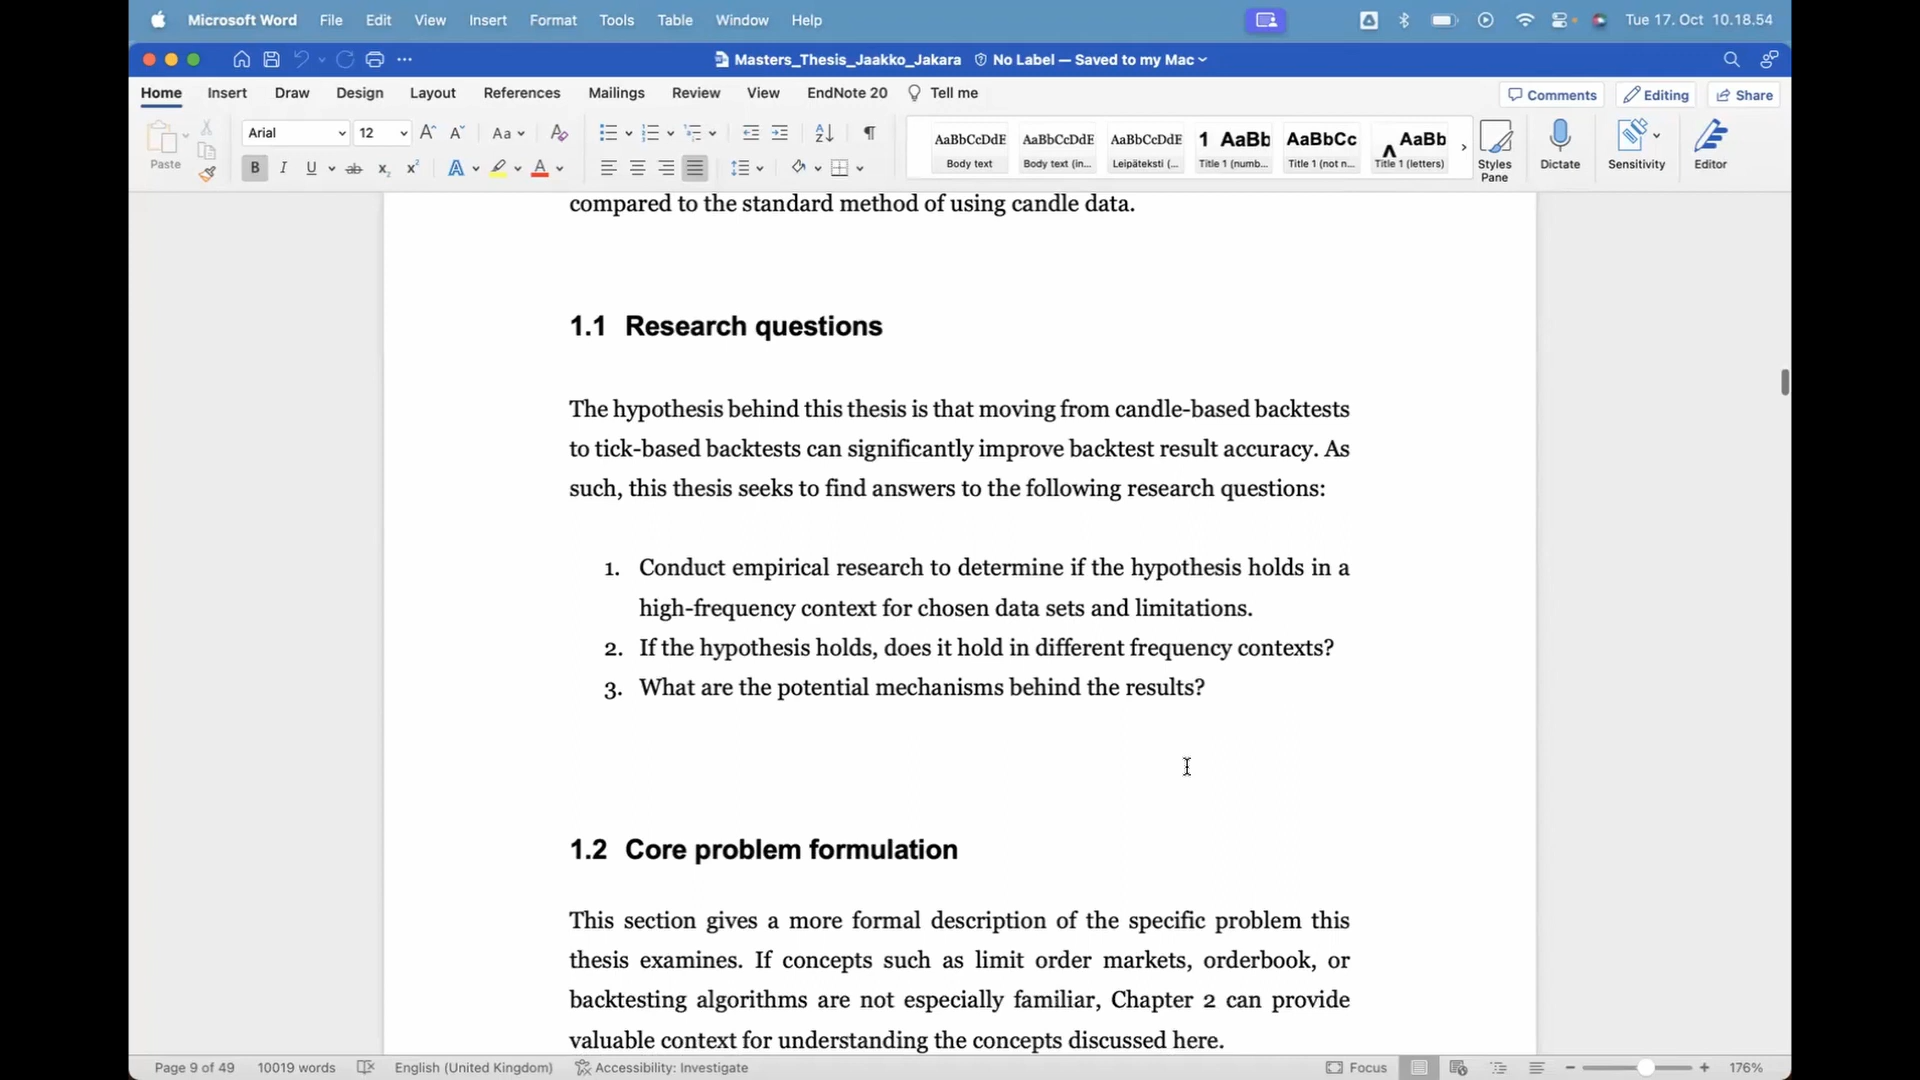 Microsoft Word File Edit View Insert Format Tools Table Window Help Tue 17. Oct 10.18.54
Masters_Thesis_Jaakko_Jakara No Label — Saved to my Mac
Home Insert Draw Design Layout References Mailings Review View EndNote 20 Tell me Comments Editing Share
Paste Arial 12 Aa AaBbCcDdE AaBbCcDdE AaBbCcDdE 1 AaBb AaBbCc AaBb
B I U ab x₂ x² A A Body text Body text (in... Leipäteksti (... Title 1 (numb... Title 1 (not n... Title 1 (letters) Styles Pane Dictate Sensitivity Editor
compared to the standard method of using candle data.
1.1 Research questions
The hypothesis behind this thesis is that moving from candle-based backtests
to tick-based backtests can significantly improve backtest result accuracy. As
such, this thesis seeks to find answers to the following research questions:
1. Conduct empirical research to determine if the hypothesis holds in a
high-frequency context for chosen data sets and limitations.
2. If the hypothesis holds, does it hold in different frequency contexts?
3. What are the potential mechanisms behind the results?
1.2 Core problem formulation
This section gives a more formal description of the specific problem this
thesis examines. If concepts such as limit order markets, orderbook, or
backtesting algorithms are not especially familiar, Chapter 2 can provide
valuable context for understanding the concepts discussed here.
Page 9 of 49 10019 words English (United Kingdom) Accessibility: Investigate Focus 176%